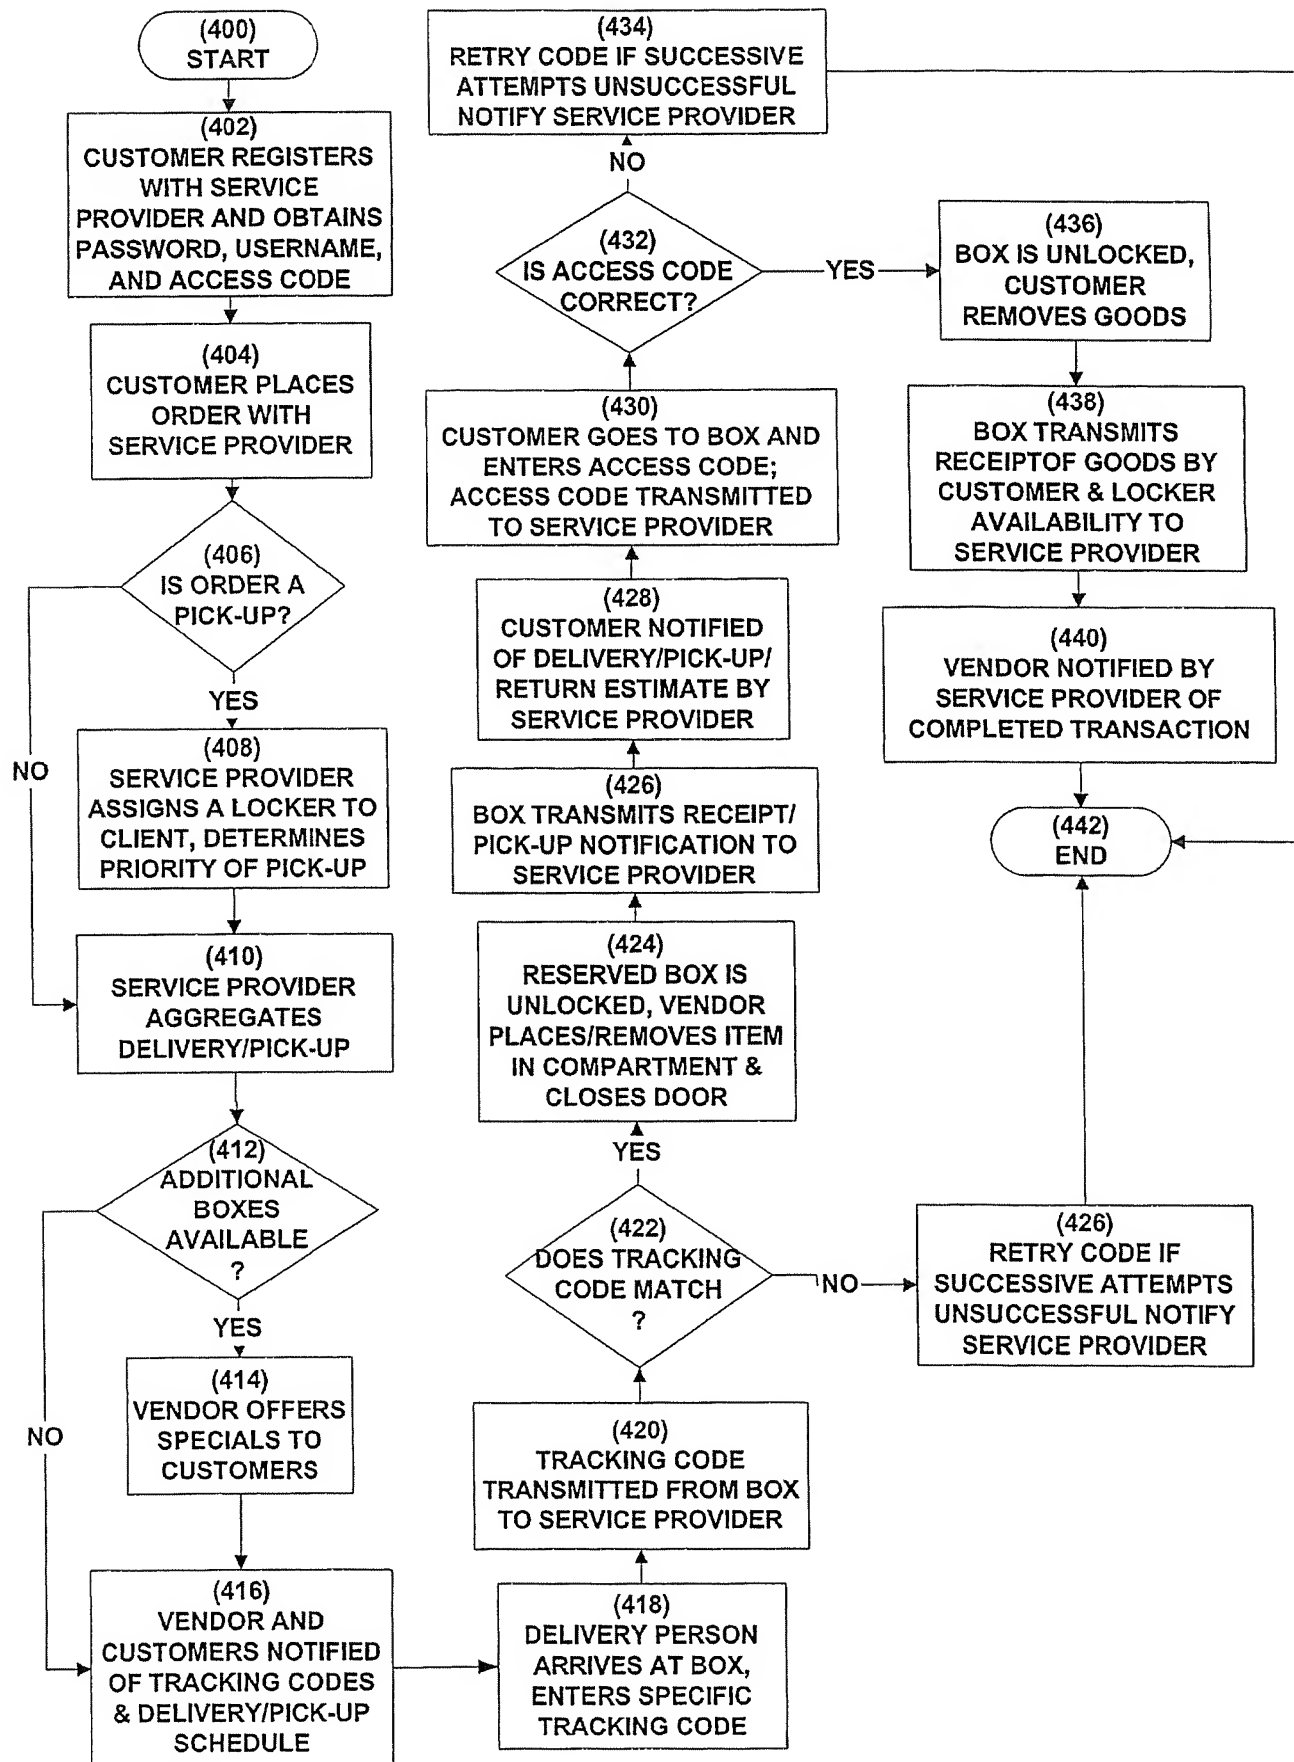 (400)
START
(402)
CUSTOMER REGISTERS
WITH SERVICE
PROVIDER AND OBTAINS
PASSWORD, USERNAME,
AND ACCESS CODE
(404)
CUSTOMER PLACES
ORDER WITH
SERVICE PROVIDER
(406)
IS ORDER A
PICK-UP?
YES
NO
(408)
SERVICE PROVIDER
ASSIGNS A LOCKER TO
CLIENT, DETERMINES
PRIORITY OF PICK-UP
(410)
SERVICE PROVIDER
AGGREGATES
DELIVERY/PICK-UP
(412)
ADDITIONAL
BOXES
AVAILABLE
?
YES
NO
(414)
VENDOR OFFERS
SPECIALS TO
CUSTOMERS
(416)
VENDOR AND
CUSTOMERS NOTIFIED
OF TRACKING CODES
& DELIVERY/PICK-UP
SCHEDULE
(418)
DELIVERY PERSON
ARRIVES AT BOX,
ENTERS SPECIFIC
TRACKING CODE
(420)
TRACKING CODE
TRANSMITTED FROM BOX
TO SERVICE PROVIDER
(422)
DOES TRACKING
CODE MATCH
?
NO
(426)
RETRY CODE IF
SUCCESSIVE ATTEMPTS
UNSUCCESSFUL NOTIFY
SERVICE PROVIDER
YES
(424)
RESERVED BOX IS
UNLOCKED, VENDOR
PLACES/REMOVES ITEM
IN COMPARTMENT &
CLOSES DOOR
(426)
BOX TRANSMITS RECEIPT/
PICK-UP NOTIFICATION TO
SERVICE PROVIDER
(428)
CUSTOMER NOTIFIED
OF DELIVERY/PICK-UP/
RETURN ESTIMATE BY
SERVICE PROVIDER
(430)
CUSTOMER GOES TO BOX AND
ENTERS ACCESS CODE;
ACCESS CODE TRANSMITTED
TO SERVICE PROVIDER
(432)
IS ACCESS CODE
CORRECT?
NO
(434)
RETRY CODE IF SUCCESSIVE
ATTEMPTS UNSUCCESSFUL
NOTIFY SERVICE PROVIDER
YES
(436)
BOX IS UNLOCKED,
CUSTOMER
REMOVES GOODS
(438)
BOX TRANSMITS
RECEIPTOF GOODS BY
CUSTOMER & LOCKER
AVAILABILITY TO
SERVICE PROVIDER
(440)
VENDOR NOTIFIED BY
SERVICE PROVIDER OF
COMPLETED TRANSACTION
(442)
END